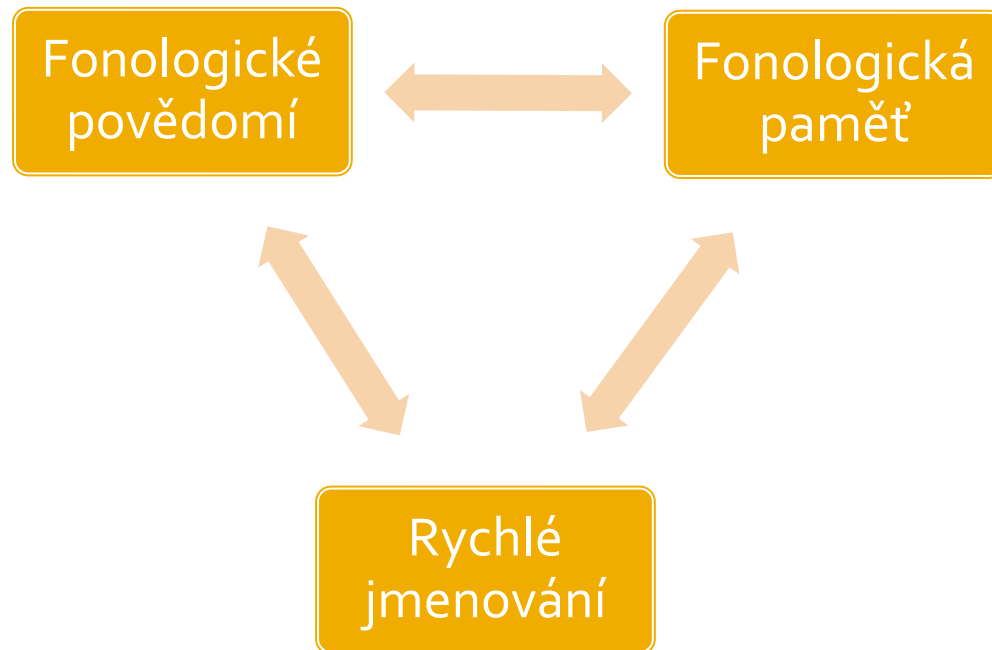 Fonologické
povědomí
Fonologická
paměť
Rychlé
jmenování